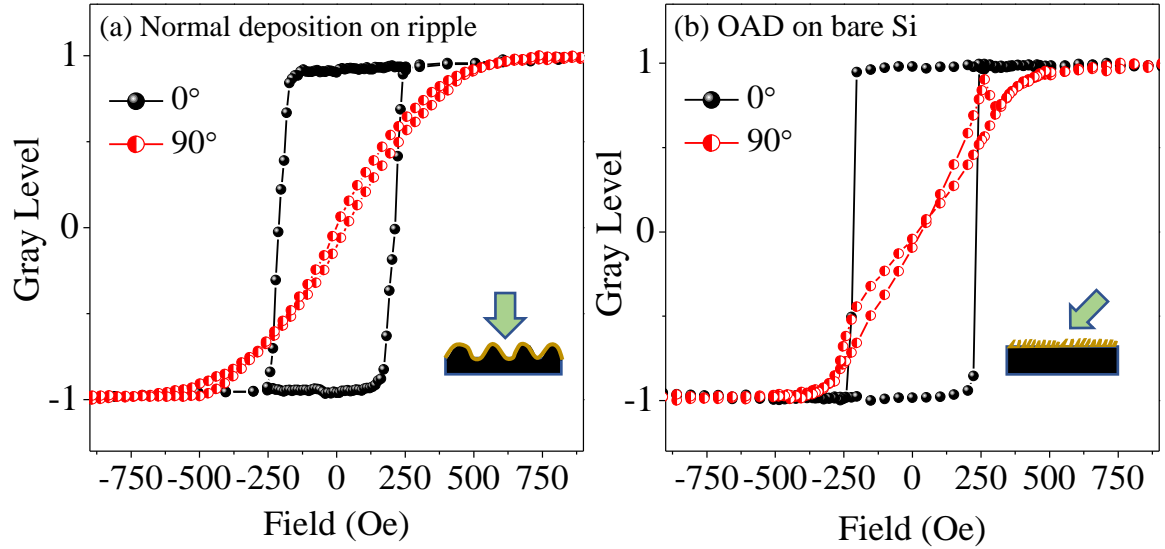 (a) Normal deposition on ripple
0°
90°
1
0
-1
Gray Level
-750 -500 -250 0 250 500 750
Field (Oe)
(b) OAD on bare Si
0°
90°
1
0
-1
Gray Level
-750 -500 -250 0 250 500 750
Field (Oe)